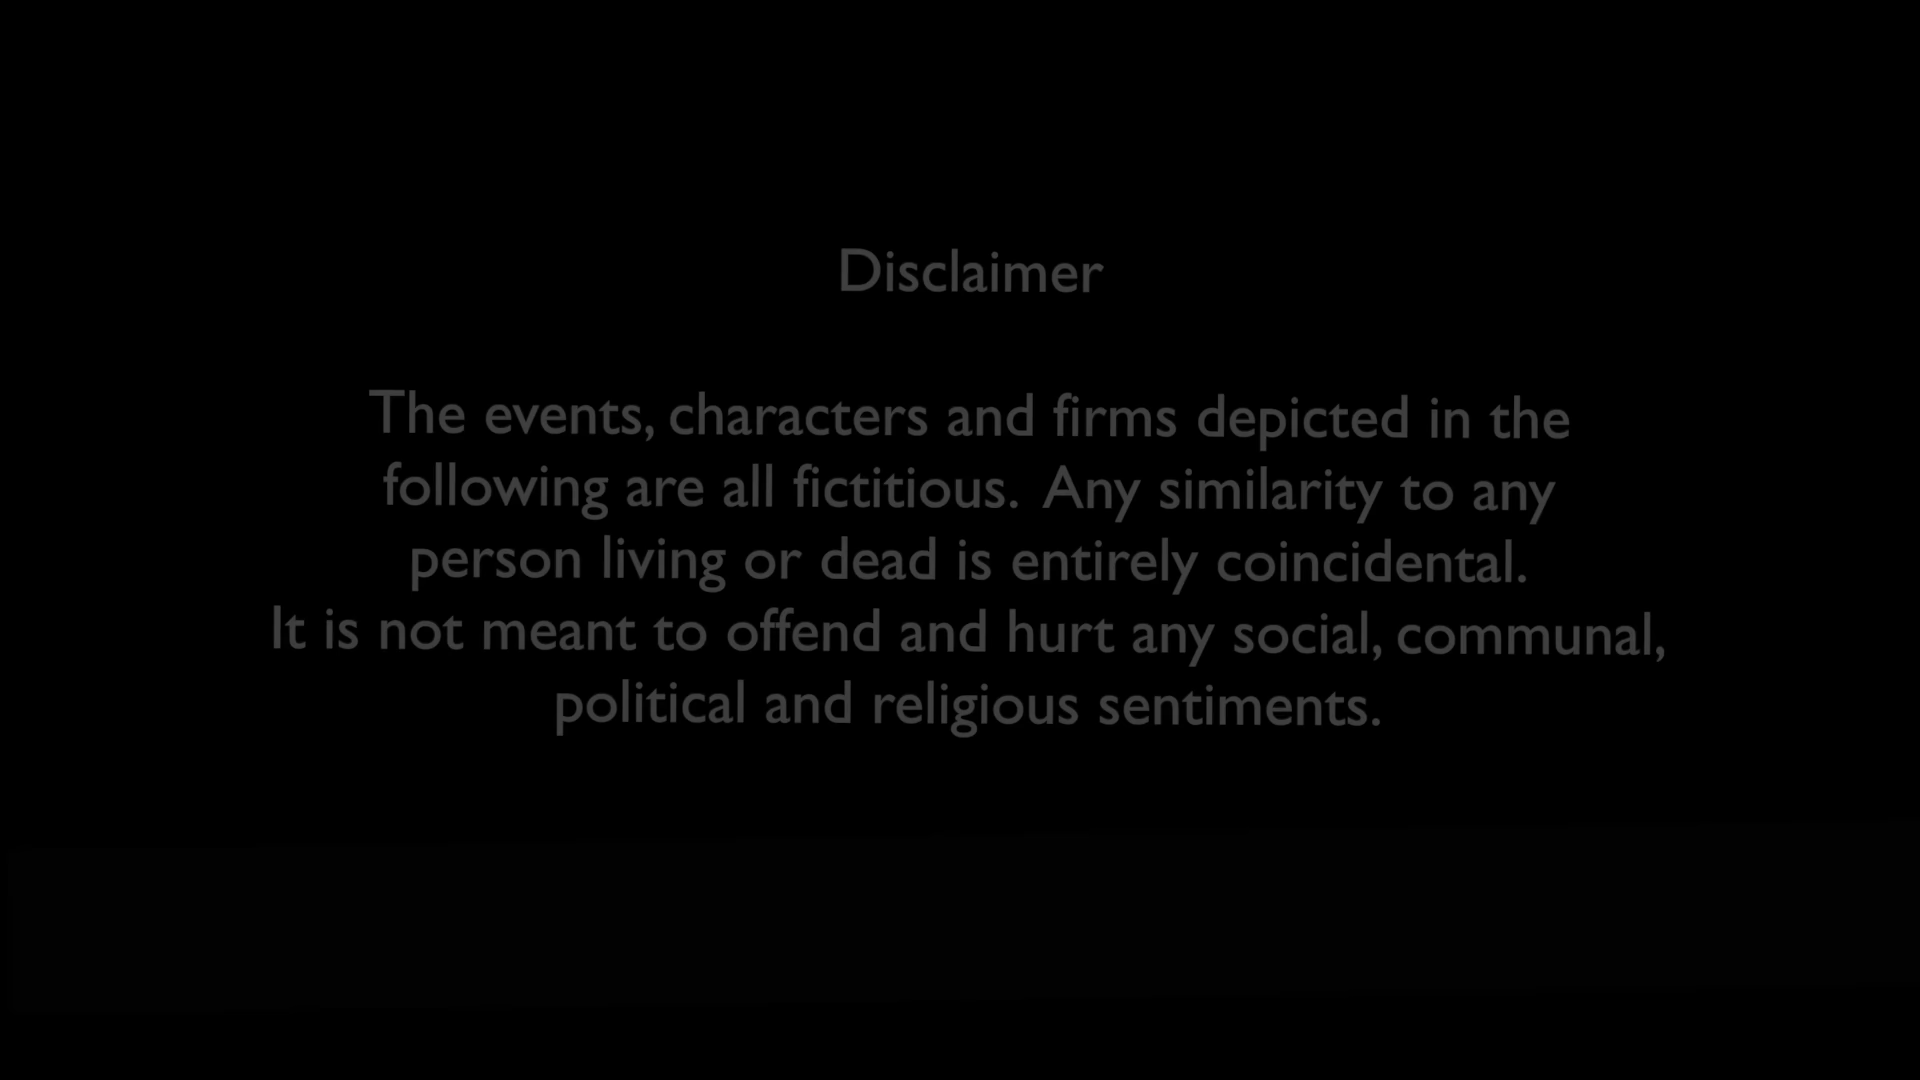 Disclaimer
The events, characters and firms depicted in the
following are all fictitious. Any similarity to any
person living or dead is entirely coincidental.
It is not meant to offend and hurt any social, communal,
political and religious sentiments.